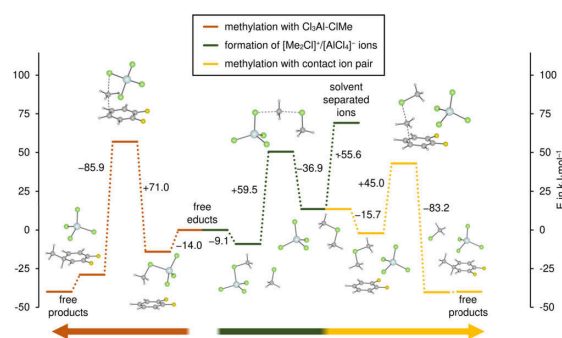 methylation with Cl₃Al-ClMe
formation of [Me₂Cl]⁺/[AlCl₄]⁻ ions
methylation with contact ion pair
100
75
50
25
0
-25
-50
−85.9
+71.0
−14.0
free
educts
−9.1
+59.5
−36.9
+55.6
solvent
separated
ions
−15.7
+45.0
−83.2
free
products
free
products
100
75
50
25
0
-25
-50
E in kJ·mol⁻¹